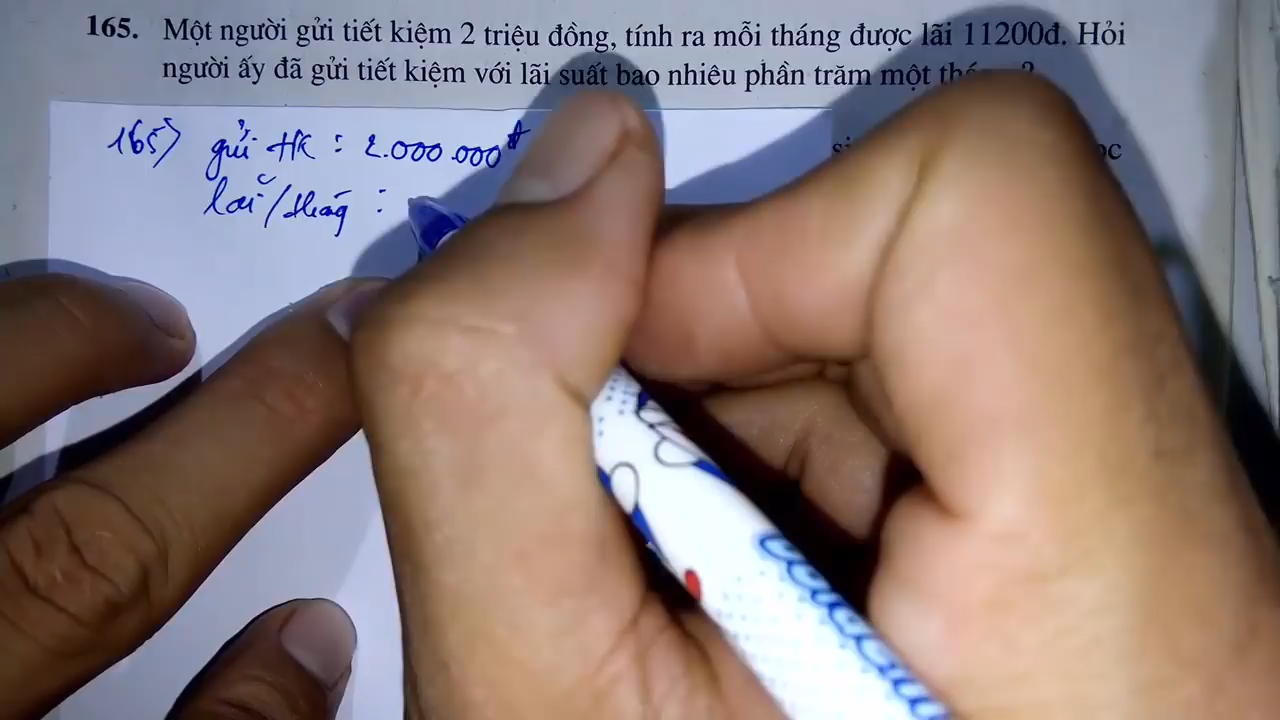 165. Một người gửi tiết kiệm 2 triệu đồng, tính ra mỗi tháng được lãi 11200đ. Hỏi
người ấy đã gửi tiết kiệm với lãi suất bao nhiêu phần trăm một tháng?
165) gửi tk : 2.000.000đ
lãi/tháng :